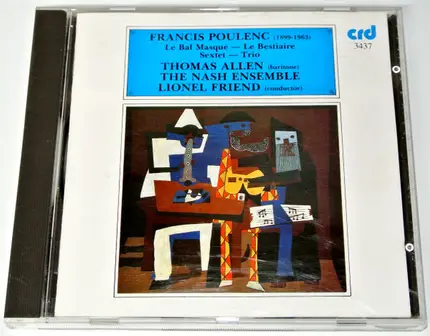 FRANCIS POULENC (1899-1963)
Le Bal Masqué — Le Bestiaire
Sextet — Trio
THOMAS ALLEN (baritone)
THE NASH ENSEMBLE
LIONEL FRIEND (conductor)
crd
3437